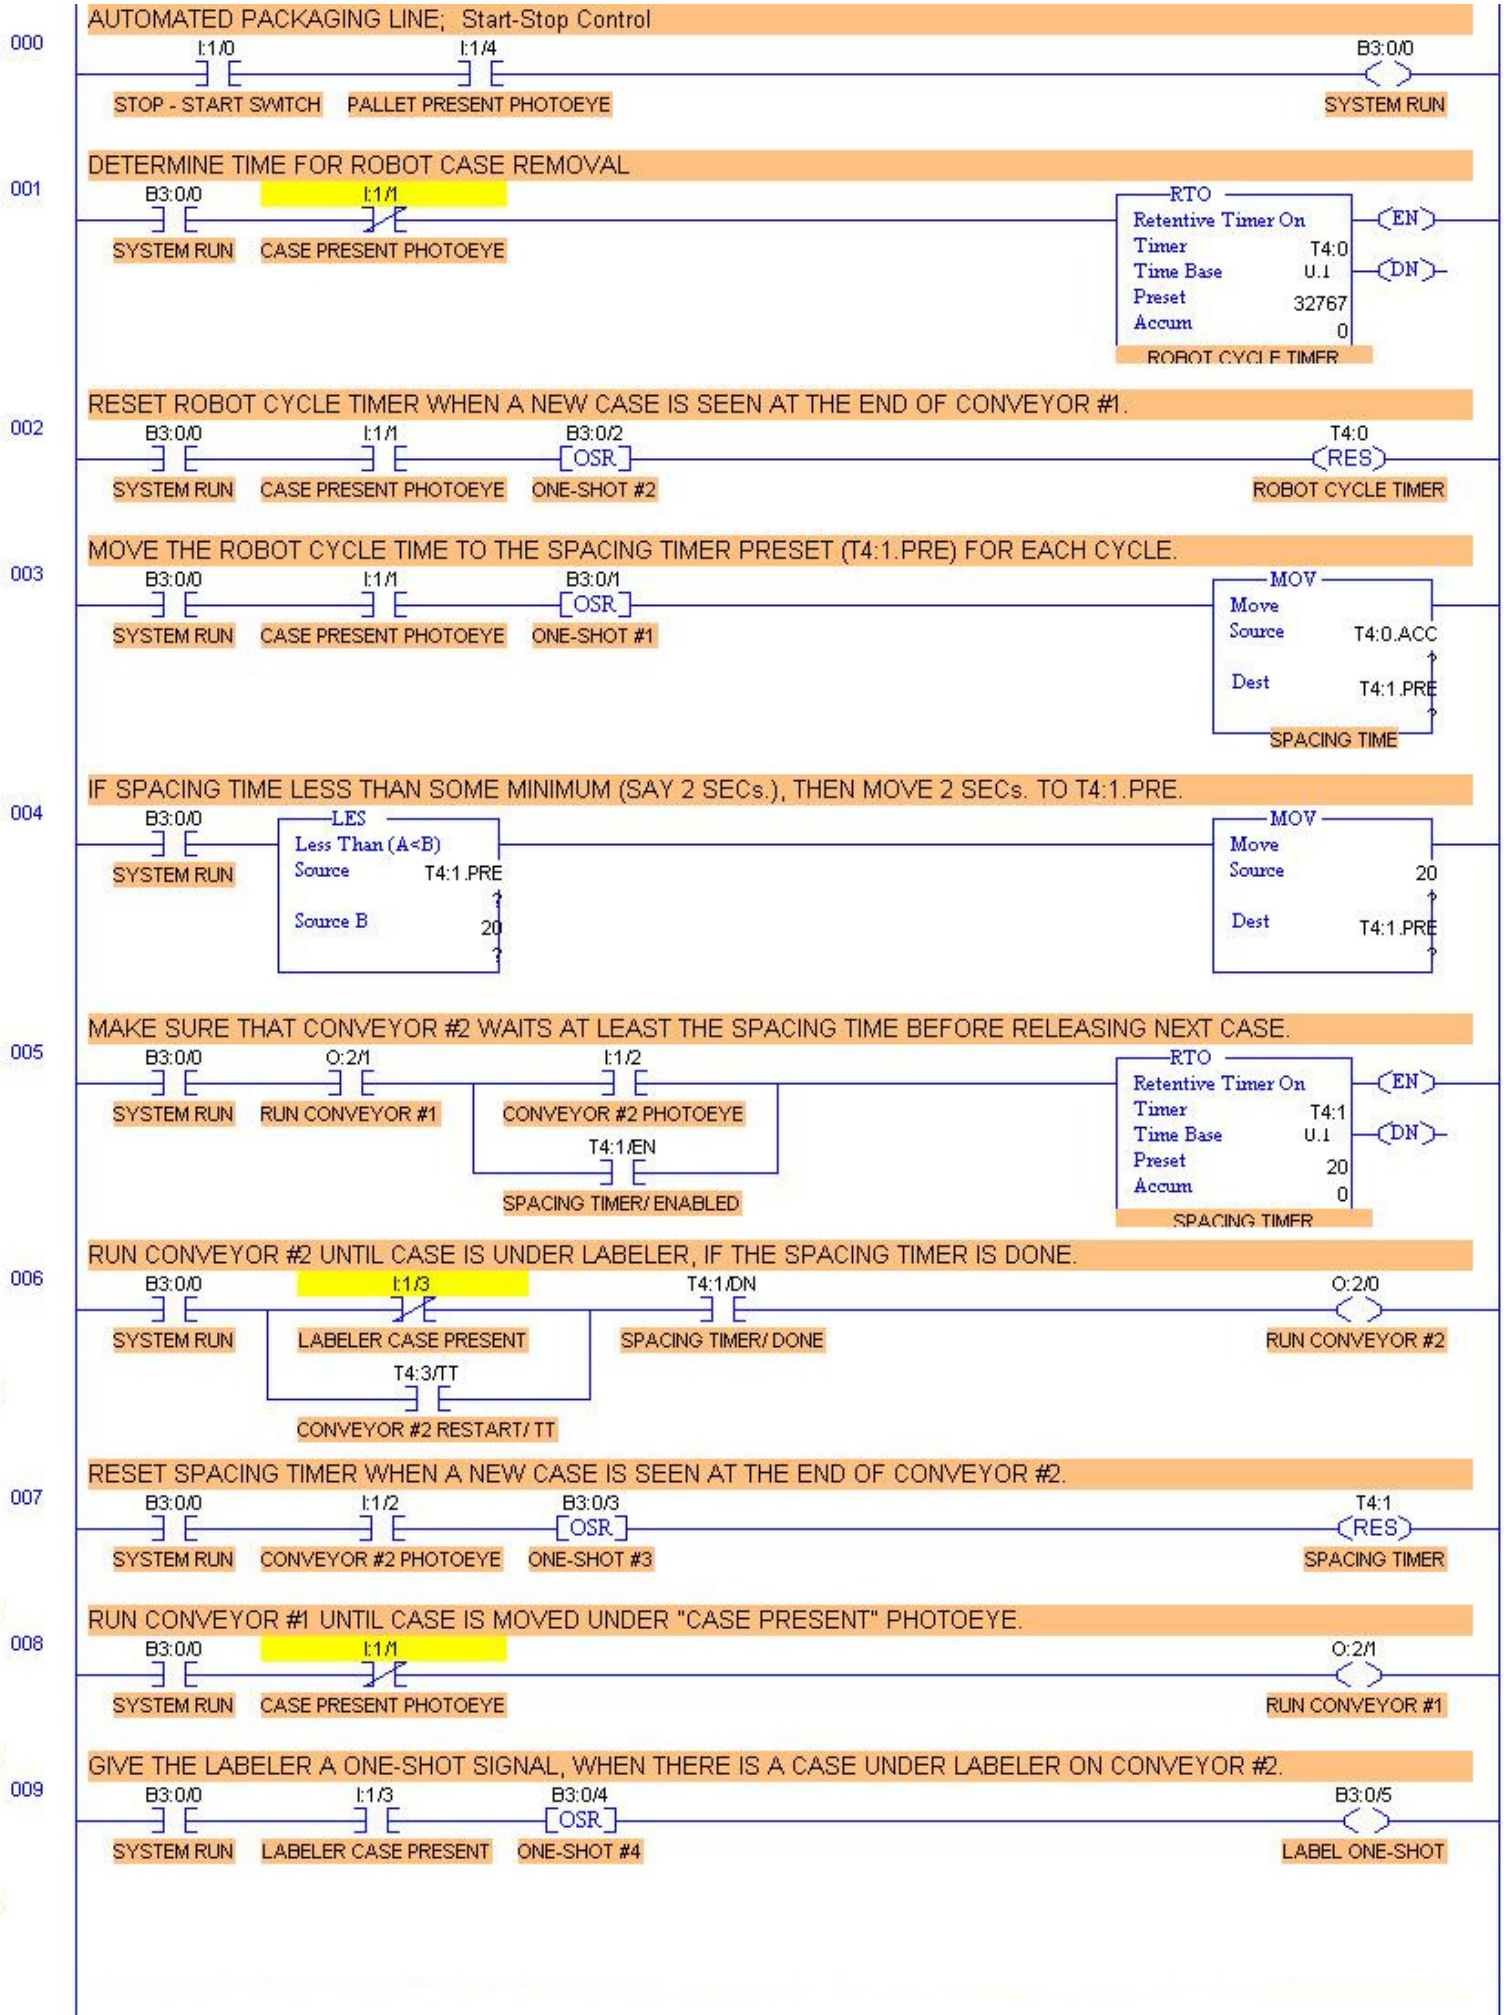 AUTOMATED PACKAGING LINE; Start-Stop Control
000
I:1/0 I:1/4 B3:0/0
STOP - START SWITCH PALLET PRESENT PHOTOEYE SYSTEM RUN
DETERMINE TIME FOR ROBOT CASE REMOVAL
001
B3:0/0 I:1/1 RTO
Retentive Timer On EN
Timer T4:0
SYSTEM RUN CASE PRESENT PHOTOEYE
Time Base 0.1 DN
Preset 32767
Accum 0
ROBOT CYCLE TIMER
RESET ROBOT CYCLE TIMER WHEN A NEW CASE IS SEEN AT THE END OF CONVEYOR #1.
002
B3:0/0 I:1/1 B3:0/2 T4:0
OSR RES
SYSTEM RUN CASE PRESENT PHOTOEYE ONE-SHOT #2 ROBOT CYCLE TIMER
MOVE THE ROBOT CYCLE TIME TO THE SPACING TIMER PRESET (T4:1.PRE) FOR EACH CYCLE.
003
B3:0/0 I:1/1 B3:0/1 MOV
OSR Move
SYSTEM RUN CASE PRESENT PHOTOEYE ONE-SHOT #1 Source T4:0.ACC
?
Dest T4:1.PRE
?
SPACING TIME
IF SPACING TIME LESS THAN SOME MINIMUM (SAY 2 SECs.), THEN MOVE 2 SECs. TO T4:1.PRE.
004
B3:0/0 LES MOV
Less Than (A<B) Move
SYSTEM RUN Source T4:1.PRE Source 20
? ?
Source B 20 Dest T4:1.PRE
? ?
MAKE SURE THAT CONVEYOR #2 WAITS AT LEAST THE SPACING TIME BEFORE RELEASING NEXT CASE.
005
B3:0/0 O:2/1 I:1/2 RTO
Retentive Timer On EN
SYSTEM RUN RUN CONVEYOR #1 CONVEYOR #2 PHOTOEYE Timer T4:1
T4:1/EN Time Base 0.1 DN
Preset 20
Accum 0
SPACING TIMER/ ENABLED SPACING TIMER
RUN CONVEYOR #2 UNTIL CASE IS UNDER LABELER, IF THE SPACING TIMER IS DONE.
006
B3:0/0 I:1/3 T4:1/DN O:2/0
SYSTEM RUN LABELER CASE PRESENT SPACING TIMER/ DONE RUN CONVEYOR #2
T4:3/TT
CONVEYOR #2 RESTART/ TT
RESET SPACING TIMER WHEN A NEW CASE IS SEEN AT THE END OF CONVEYOR #2.
007
B3:0/0 I:1/2 B3:0/3 T4:1
OSR RES
SYSTEM RUN CONVEYOR #2 PHOTOEYE ONE-SHOT #3 SPACING TIMER
RUN CONVEYOR #1 UNTIL CASE IS MOVED UNDER "CASE PRESENT" PHOTOEYE.
008
B3:0/0 I:1/1 O:2/1
SYSTEM RUN CASE PRESENT PHOTOEYE RUN CONVEYOR #1
GIVE THE LABELER A ONE-SHOT SIGNAL, WHEN THERE IS A CASE UNDER LABELER ON CONVEYOR #2.
009
B3:0/0 I:1/3 B3:0/4 B3:0/5
OSR
SYSTEM RUN LABELER CASE PRESENT ONE-SHOT #4 LABEL ONE-SHOT